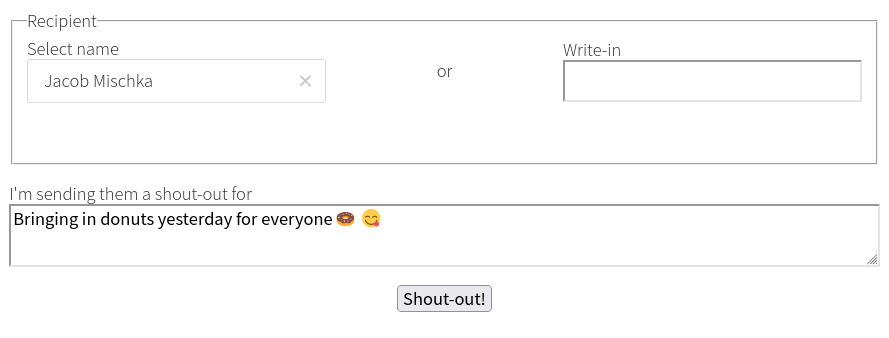 Recipient
Select name
Jacob Mischka ×
or
Write-in
I'm sending them a shout-out for
Bringing in donuts yesterday for everyone 🍩 😋
Shout-out!